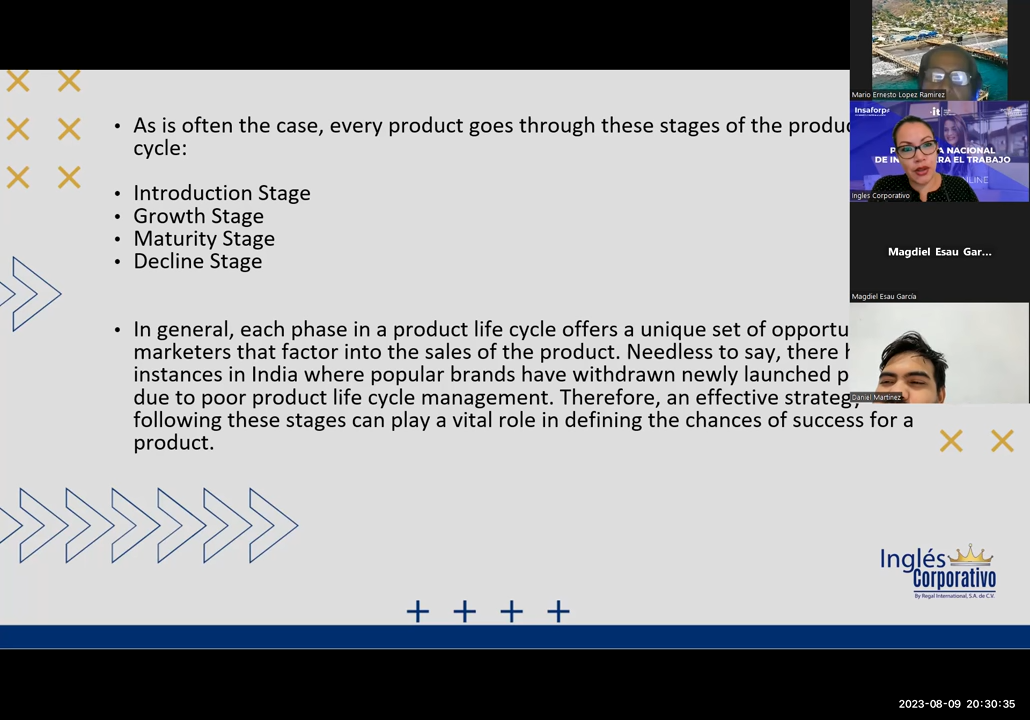 • As is often the case, every product goes through these stages of the
cycle:
• Introduction Stage
• Growth Stage
• Maturity Stage
• Decline Stage
• In general, each phase in a product life cycle offers a unique set of
marketers that factor into the sales of the product. Needless to say, there
instances in India where popular brands have withdrawn newly launched
due to poor product life cycle management. Therefore, an effective
following these stages can play a vital role in defining the chances of success for a
product.
Mario Ernesto Lopez Ramirez
NACIONAL
EL TRABAJO
Ingles Corporativo
Magdiel Esau Gar...
Magdiel Esau García
Daniel Martinez
Inglés
Corporativo
By Regal International, S.A. de C.V.
2023-08-09 20:30:35